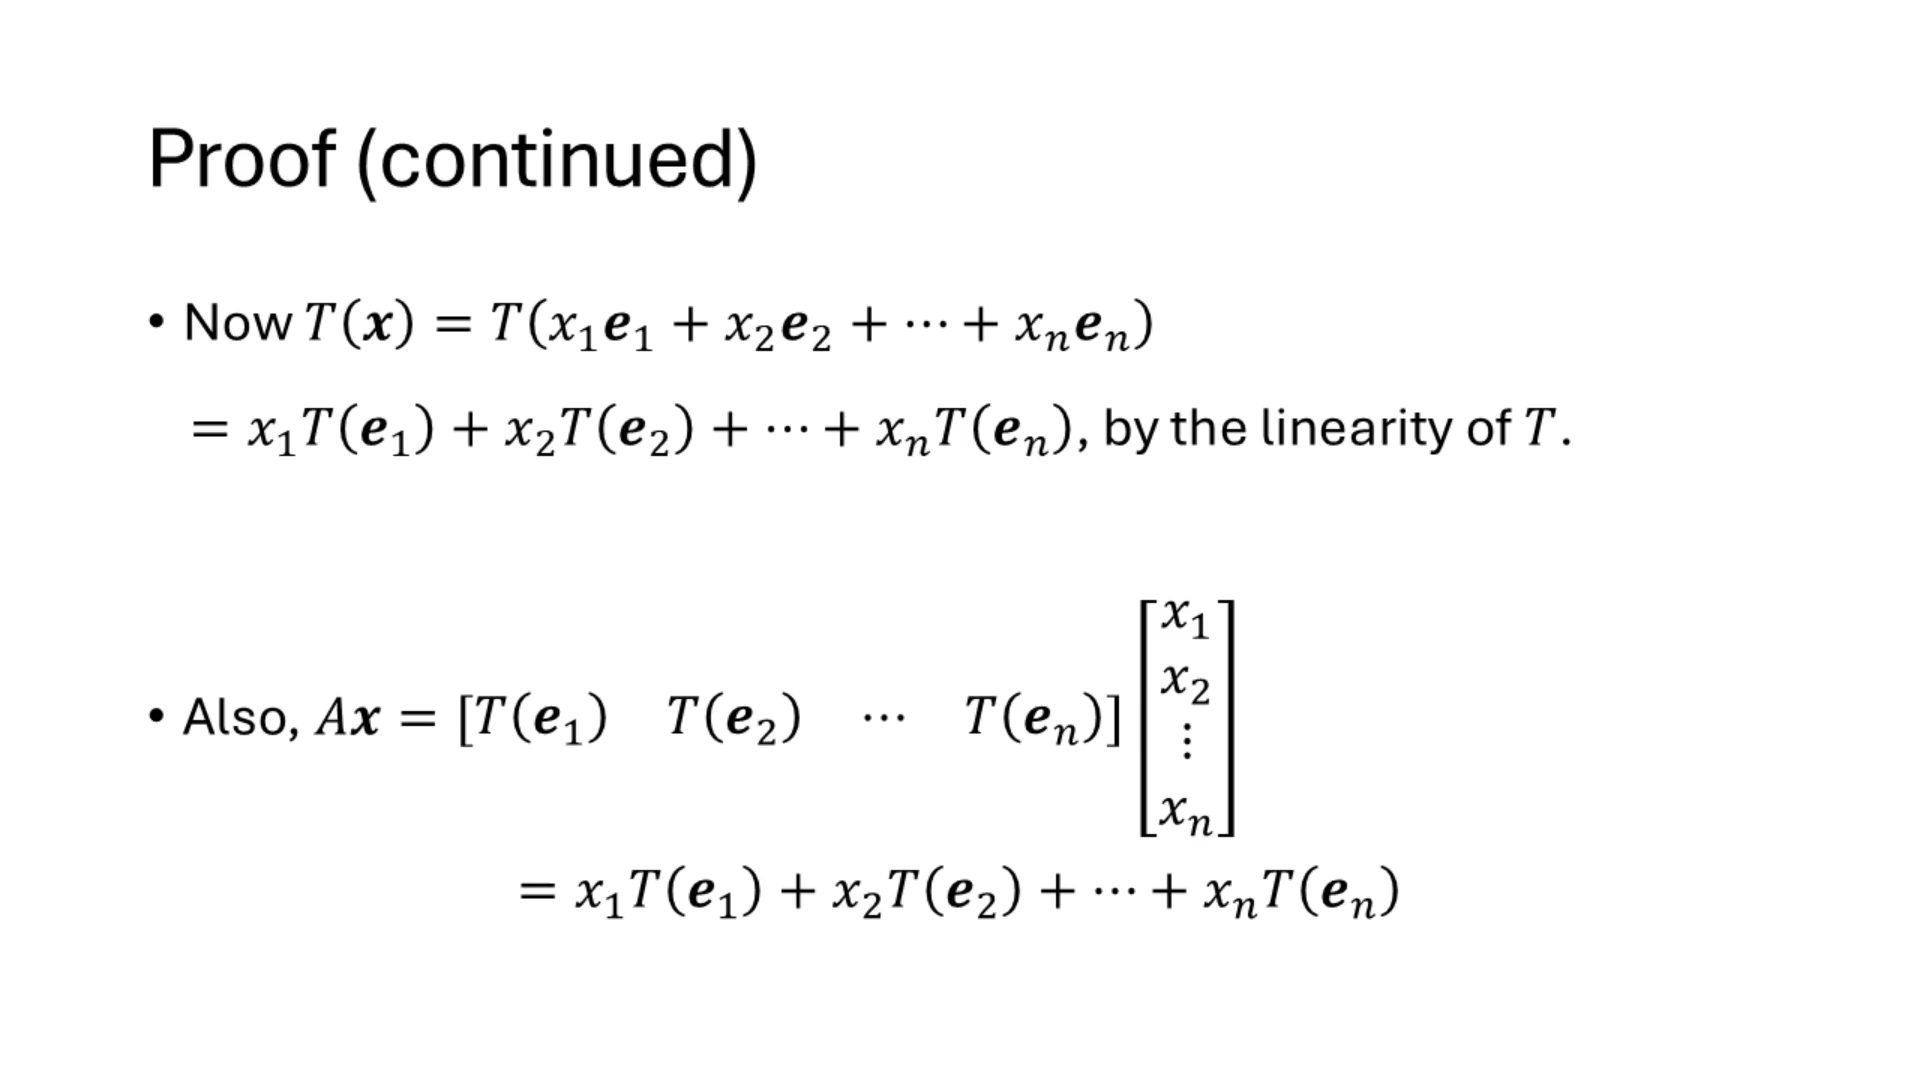 Proof (continued)
• Now T(𝒙) = T(x₁𝒆₁ + x₂𝒆₂ + ⋯ + xₙ𝒆ₙ)
= x₁T(𝒆₁) + x₂T(𝒆₂) + ⋯ + xₙT(𝒆ₙ), by the linearity of T.
• Also, A𝒙 = [T(𝒆₁) T(𝒆₂) ⋯ T(𝒆ₙ)] [x₁ x₂ ⋮ xₙ]
= x₁T(𝒆₁) + x₂T(𝒆₂) + ⋯ + xₙT(𝒆ₙ)